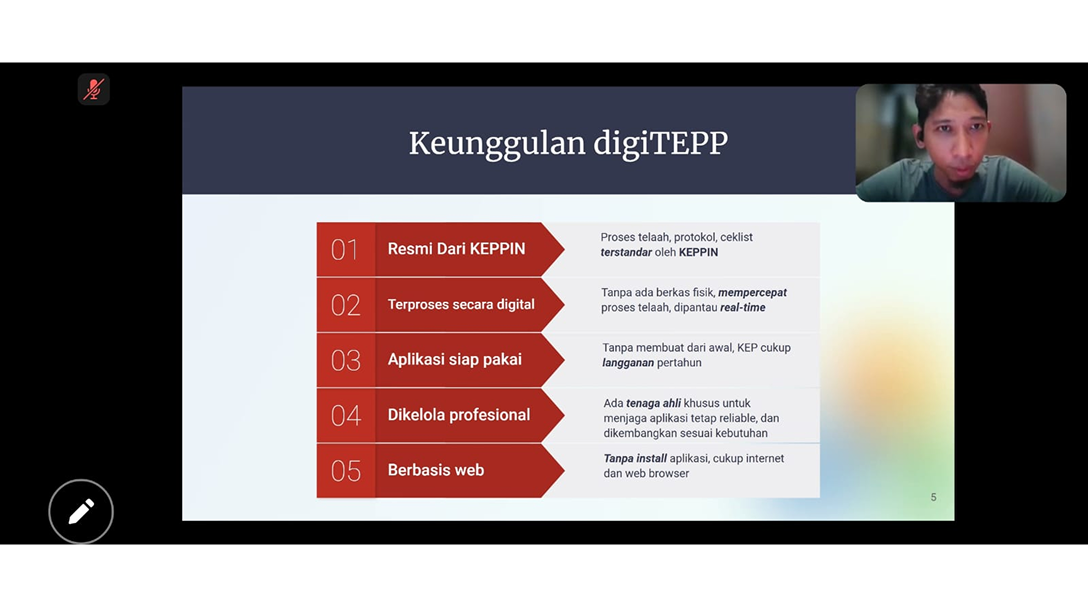 Keunggulan digiTEPP
01
Resmi Dari KEPPIN
Proses telaah, protokol, ceklist
terstandar oleh KEPPIN
02
Terproses secara digital
Tanpa ada berkas fisik, mempercepat
proses telaah, dipantau real-time
03
Aplikasi siap pakai
Tanpa membuat dari awal, KEP cukup
langganan pertahun
04
Dikelola profesional
Ada tenaga ahli khusus untuk
menjaga aplikasi tetap reliable, dan
dikembangkan sesuai kebutuhan
05
Berbasis web
Tanpa install aplikasi, cukup internet
dan web browser
5